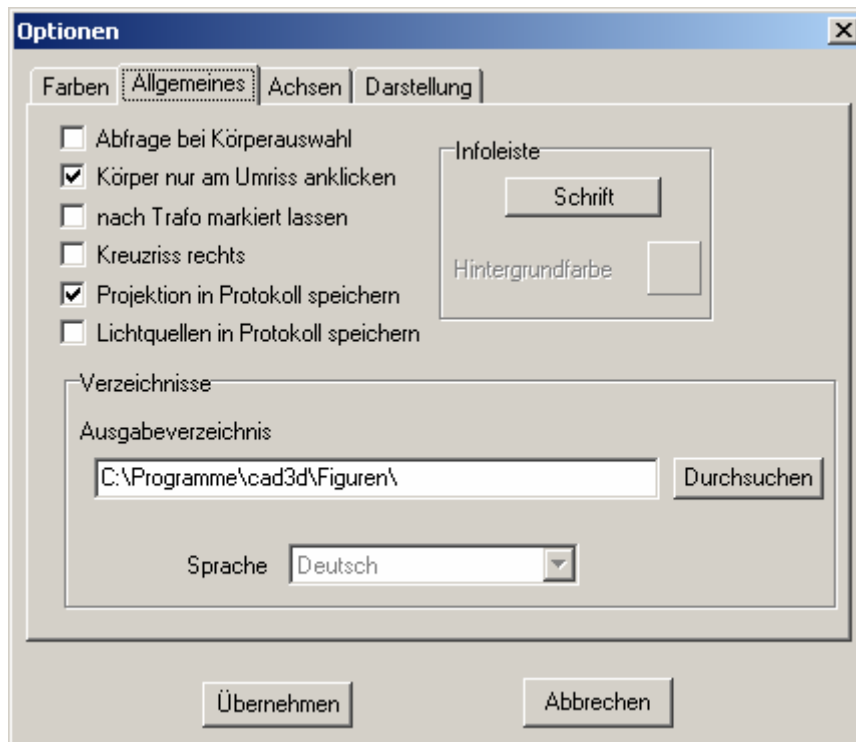 Optionen
Farben Allgemeines Achsen Darstellung
Abfrage bei Körperauswahl
Körper nur am Umriss anklicken
nach Trafo markiert lassen
Kreuzriss rechts
Projektion in Protokoll speichern
Lichtquellen in Protokoll speichern
Infoleiste
Schrift
Hintergrundfarbe
Verzeichnisse
Ausgabeverzeichnis
C:\Programme\cad3d\Figuren\ Durchsuchen
Sprache Deutsch
Übernehmen Abbrechen